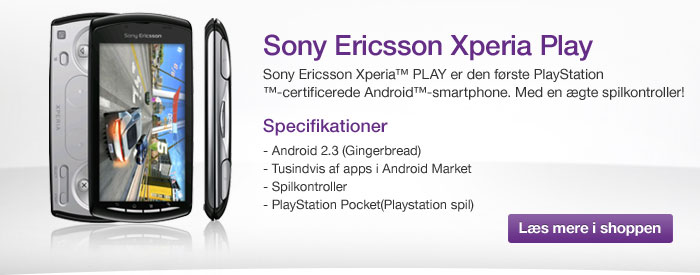 Sony Ericsson Xperia Play
Sony Ericsson Xperia™ PLAY er den første PlayStation
™-certificerede Android™-smartphone. Med en ægte spilkontroller!
Specifikationer
- Android 2.3 (Gingerbread)
- Tusindvis af apps i Android Market
- Spilkontroller
- PlayStation Pocket(Playstation spil)
Læs mere i shoppen
Sony Ericsson
XPERIA